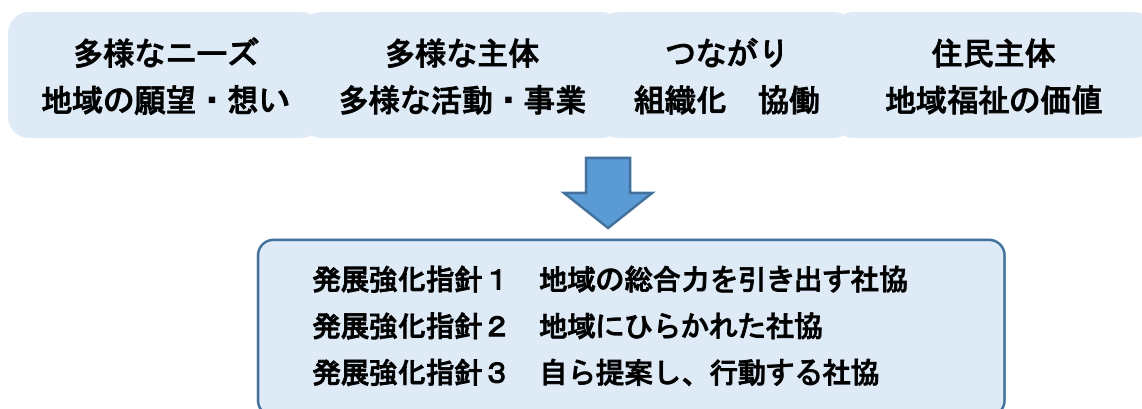 多様なニーズ
地域の願望・想い
多様な主体
多様な活動・事業
つながり
組織化　協働
住民主体
地域福祉の価値
発展強化指針１　地域の総合力を引き出す社協
発展強化指針２　地域にひらかれた社協
発展強化指針３　自ら提案し、行動する社協